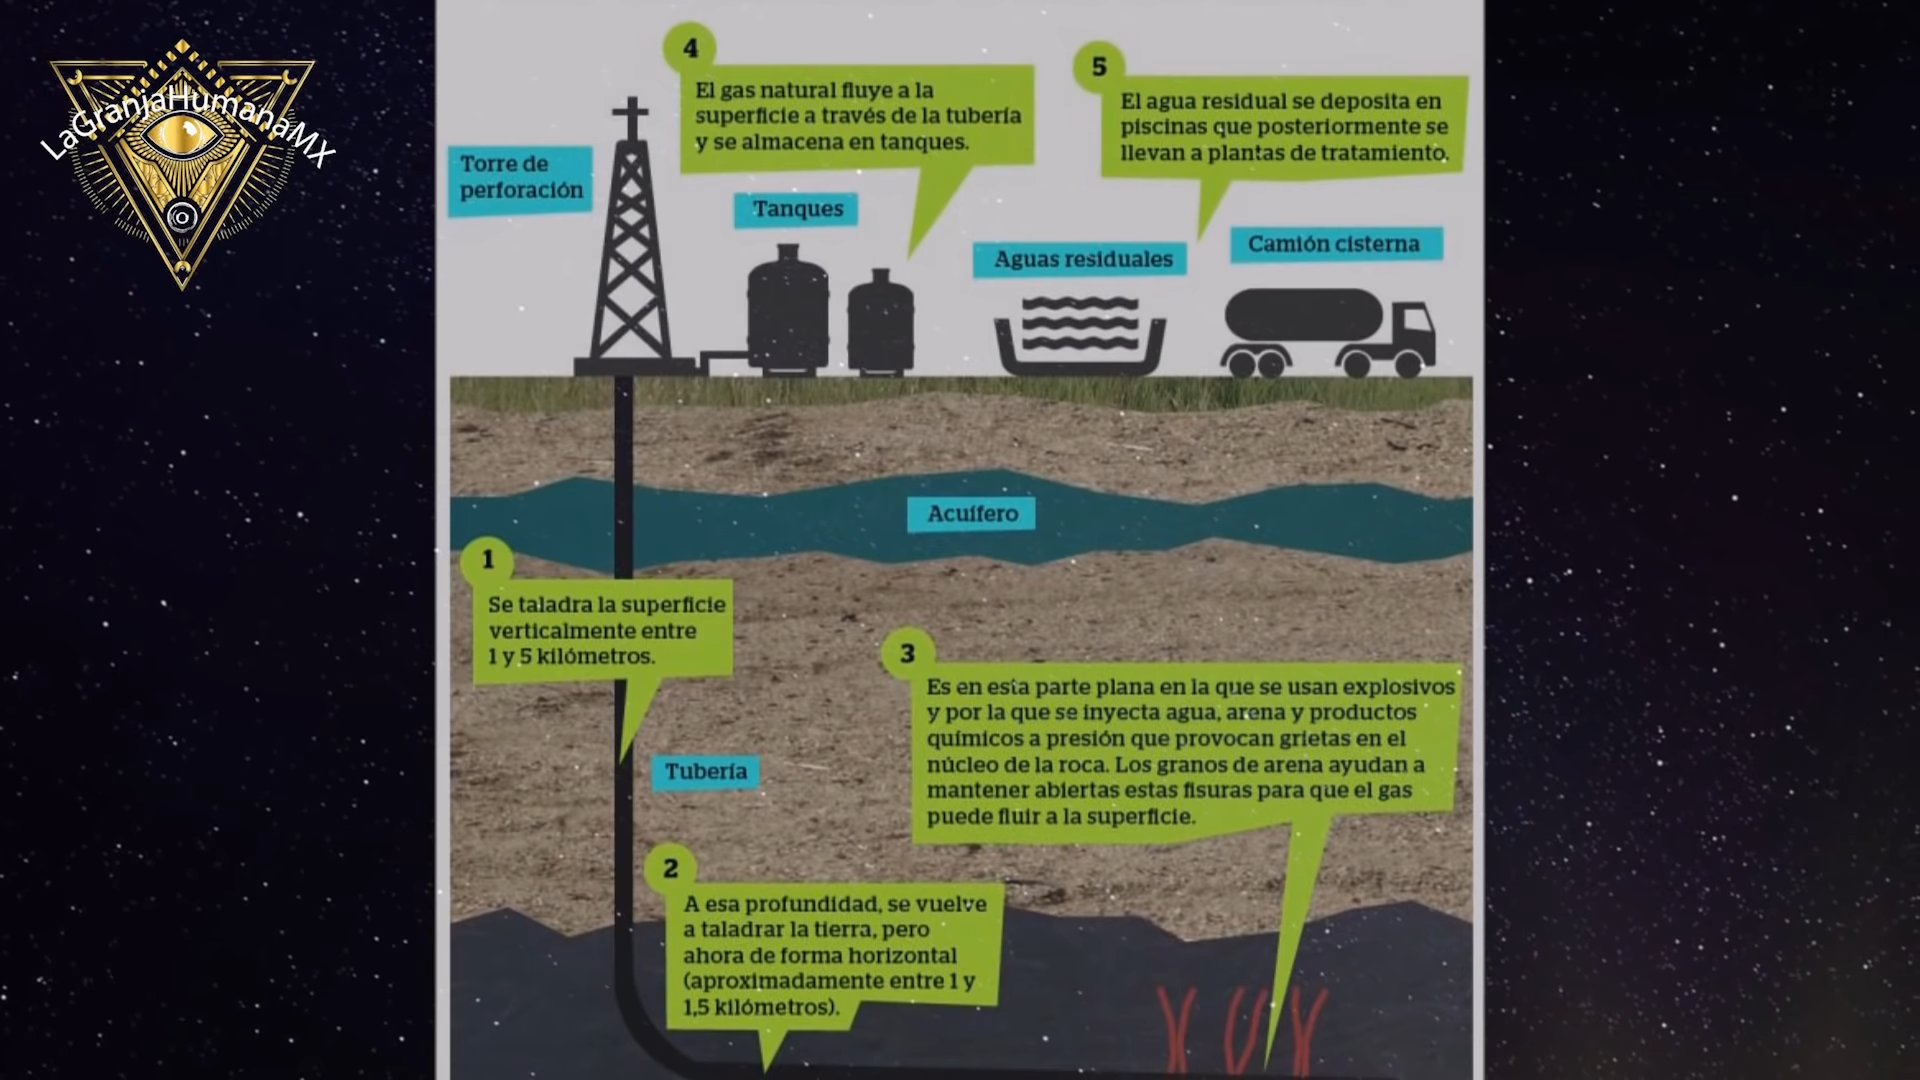 LaGranjaHumanaMX
4
El gas natural fluye a la
superficie a través de la tubería
y se almacena en tanques.
5
El agua residual se deposita en
piscinas que posteriormente se
llevan a plantas de tratamiento.
Torre de
perforación
Tanques
Aguas residuales
Camión cisterna
Acuífero
1
Se taladra la superficie
verticalmente entre
1 y 5 kilómetros.
3
Es en esta parte plana en la que se usan explosivos
y por la que se inyecta agua, arena y productos
químicos a presión que provocan grietas en el
núcleo de la roca. Los granos de arena ayudan a
mantener abiertas estas fisuras para que el gas
puede fluir a la superficie.
Tubería
2
A esa profundidad, se vuelve
a taladrar la tierra, pero
ahora de forma horizontal
(aproximadamente entre 1 y
1,5 kilómetros).